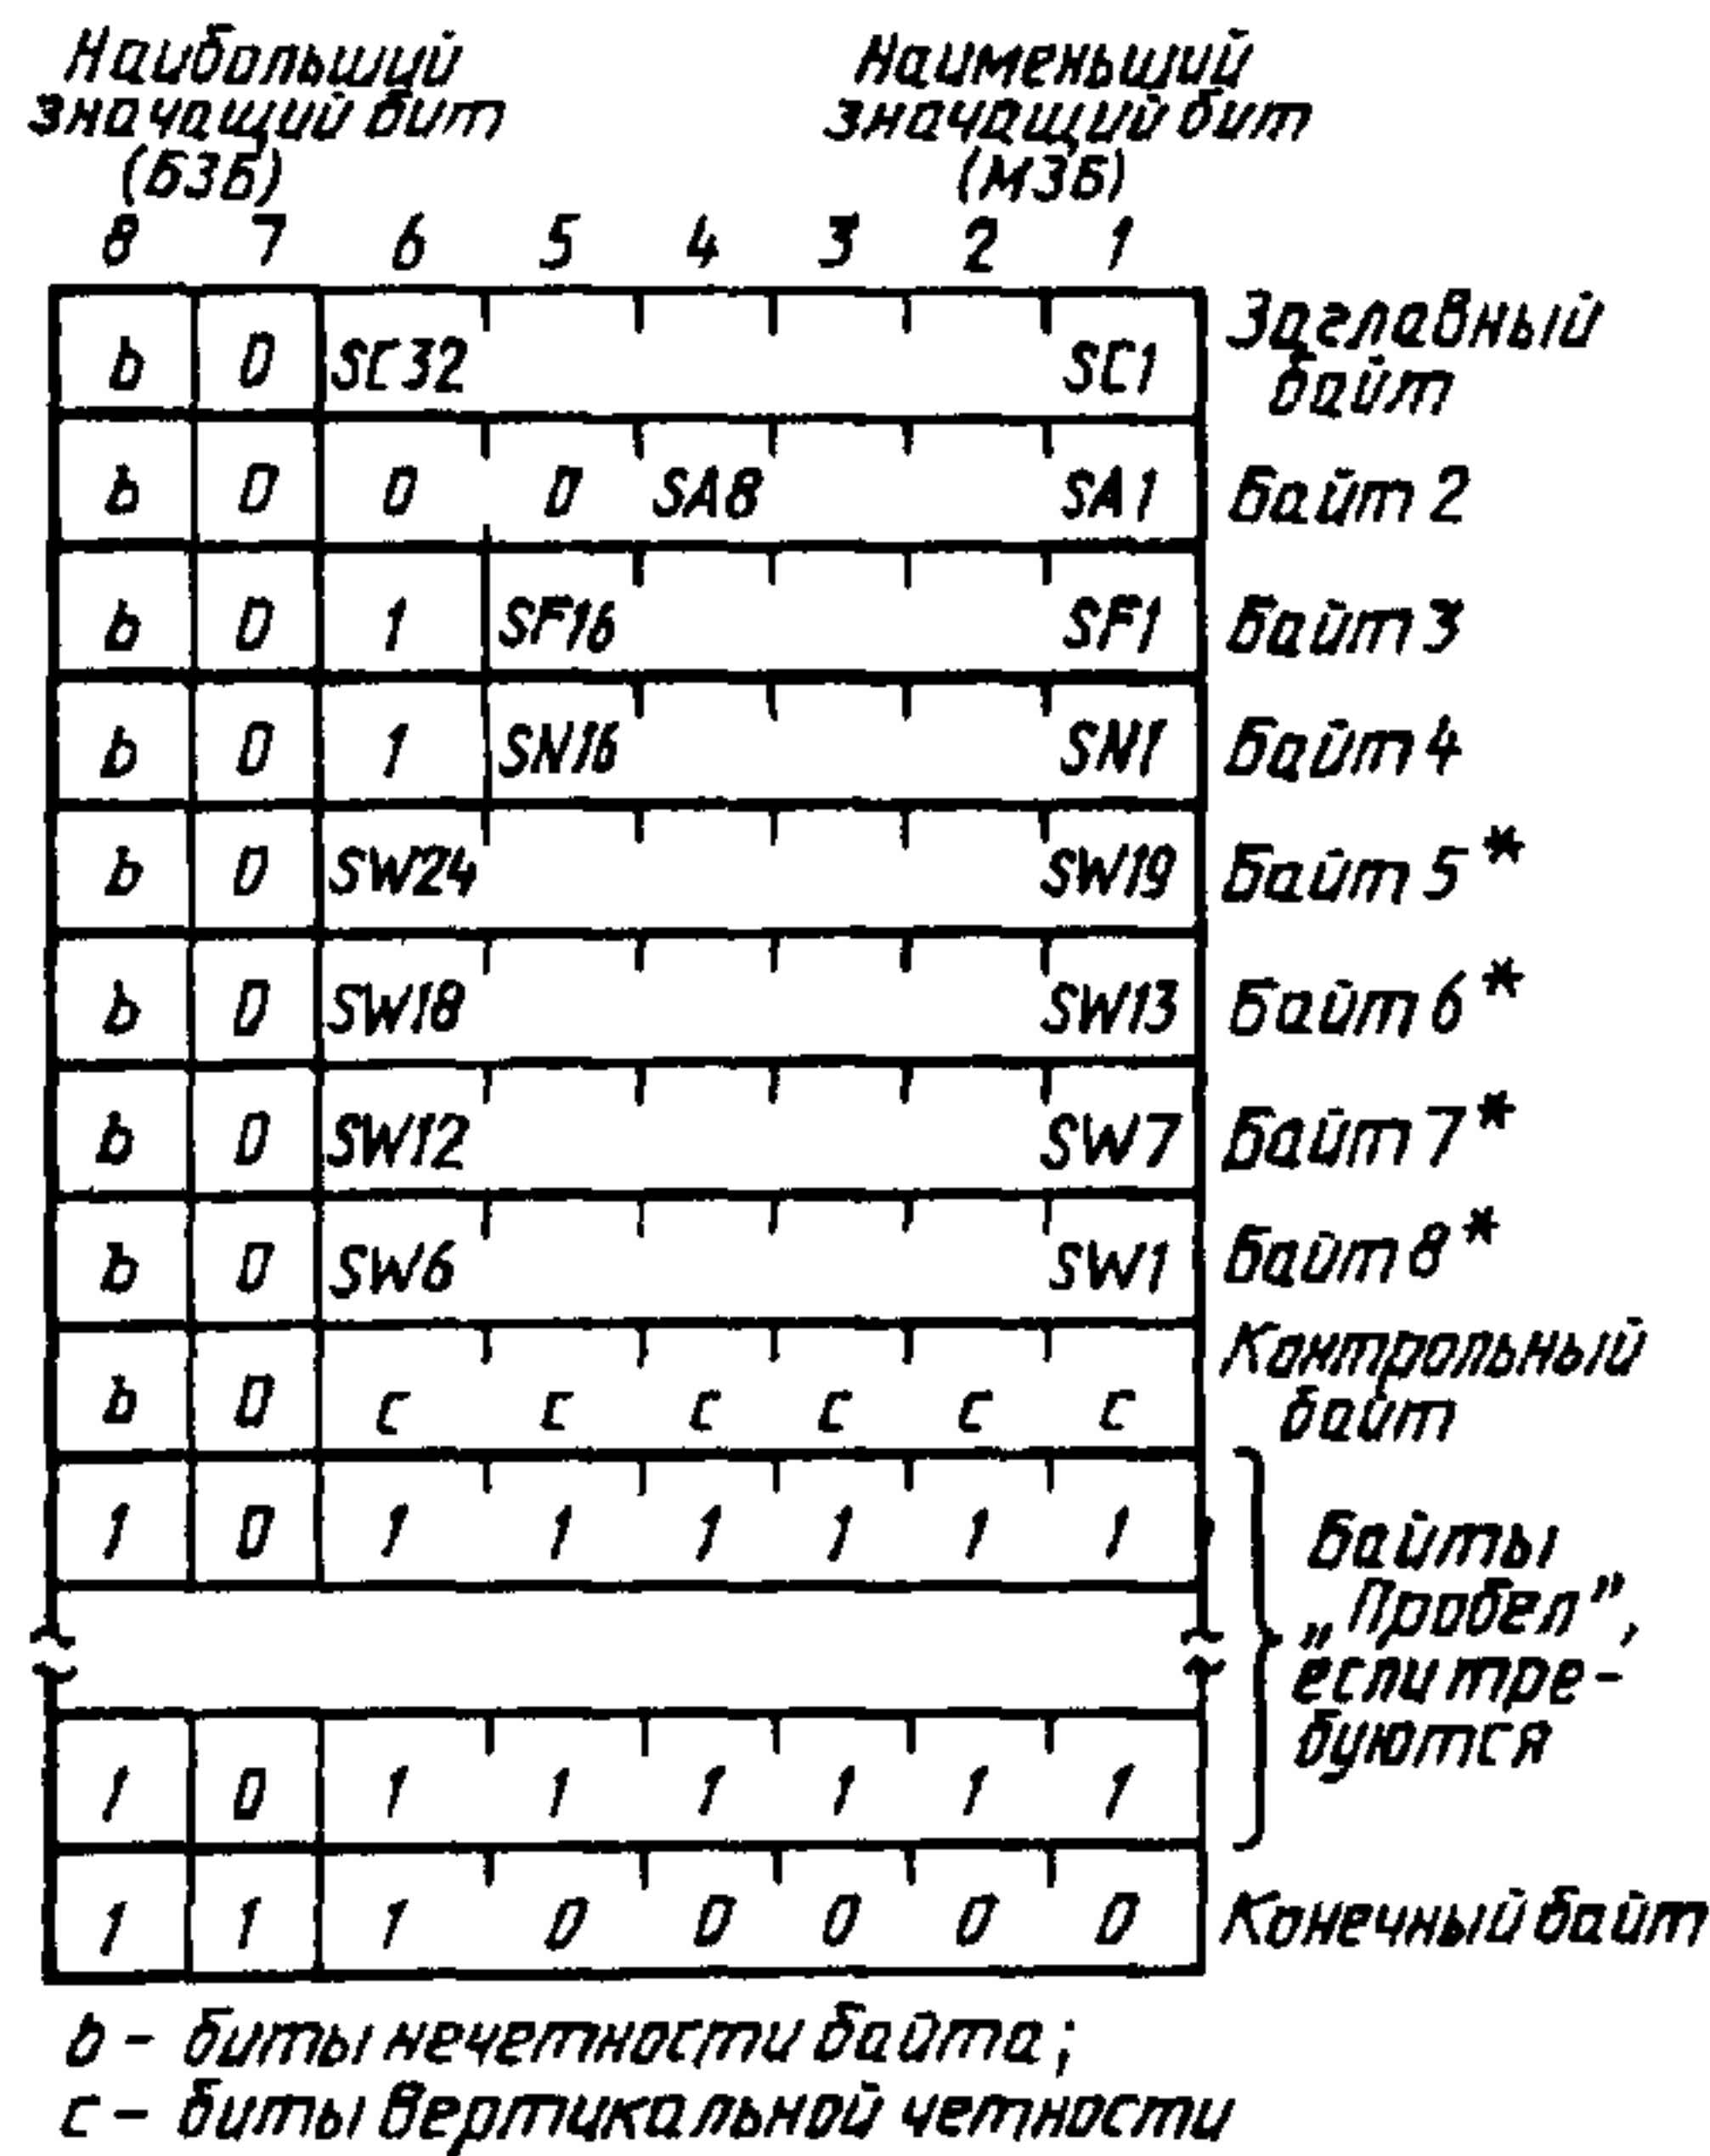 Наибольший
значащий бит
(БЗБ)
Наименьший
значащий бит
(МЗБ)
8 7 6 5 4 3 2 1
b 0 SC32 SC1 Заглавный
байт
b 0 0 0 SA8 SA1 Байт 2
b 0 1 SF16 SF1 Байт 3
b 0 1 SN16 SN1 Байт 4
b 0 SW24 SW19 Байт 5*
b 0 SW18 SW13 Байт 6*
b 0 SW12 SW7 Байт 7*
b 0 SW6 SW1 Байт 8*
Контрольный
байт
b 0 c c c c c c
1 0 1 1 1 1 1 1
Байты
„Пробел”,
если тре-
буются
1 0 1 1 1 1 1 1
1 1 1 0 0 0 0 0 Конечный байт
b – биты нечетности байта;
c – биты вертикальной четности